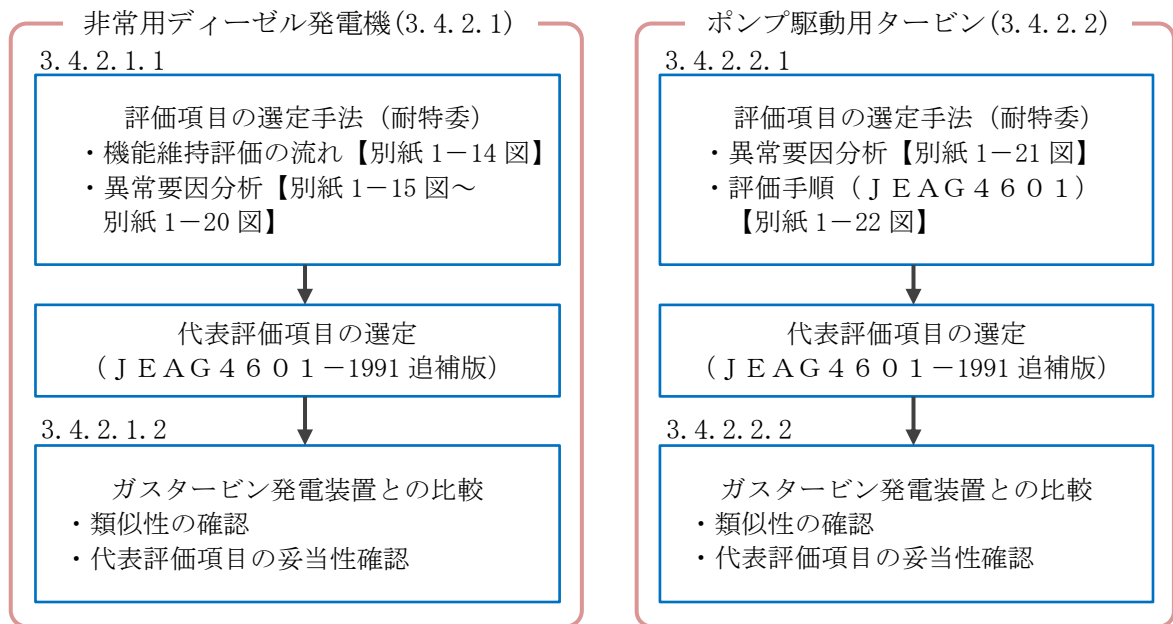 非常用ディーゼル発電機(3.4.2.1)
3.4.2.1.1
評価項目の選定手法（耐特委）
・機能維持評価の流れ【別紙1－14図】
・異常要因分析【別紙1－15図～
別紙1－20図】
代表評価項目の選定
（ＪＥＡＧ４６０１－1991追補版）
3.4.2.1.2
ガスタービン発電装置との比較
・類似性の確認
・代表評価項目の妥当性確認
ポンプ駆動用タービン(3.4.2.2)
3.4.2.2.1
評価項目の選定手法（耐特委）
・異常要因分析【別紙1－21図】
・評価手順（ＪＥＡＧ４６０１）
【別紙1－22図】
代表評価項目の選定
（ＪＥＡＧ４６０１－1991追補版）
3.4.2.2.2
ガスタービン発電装置との比較
・類似性の確認
・代表評価項目の妥当性確認